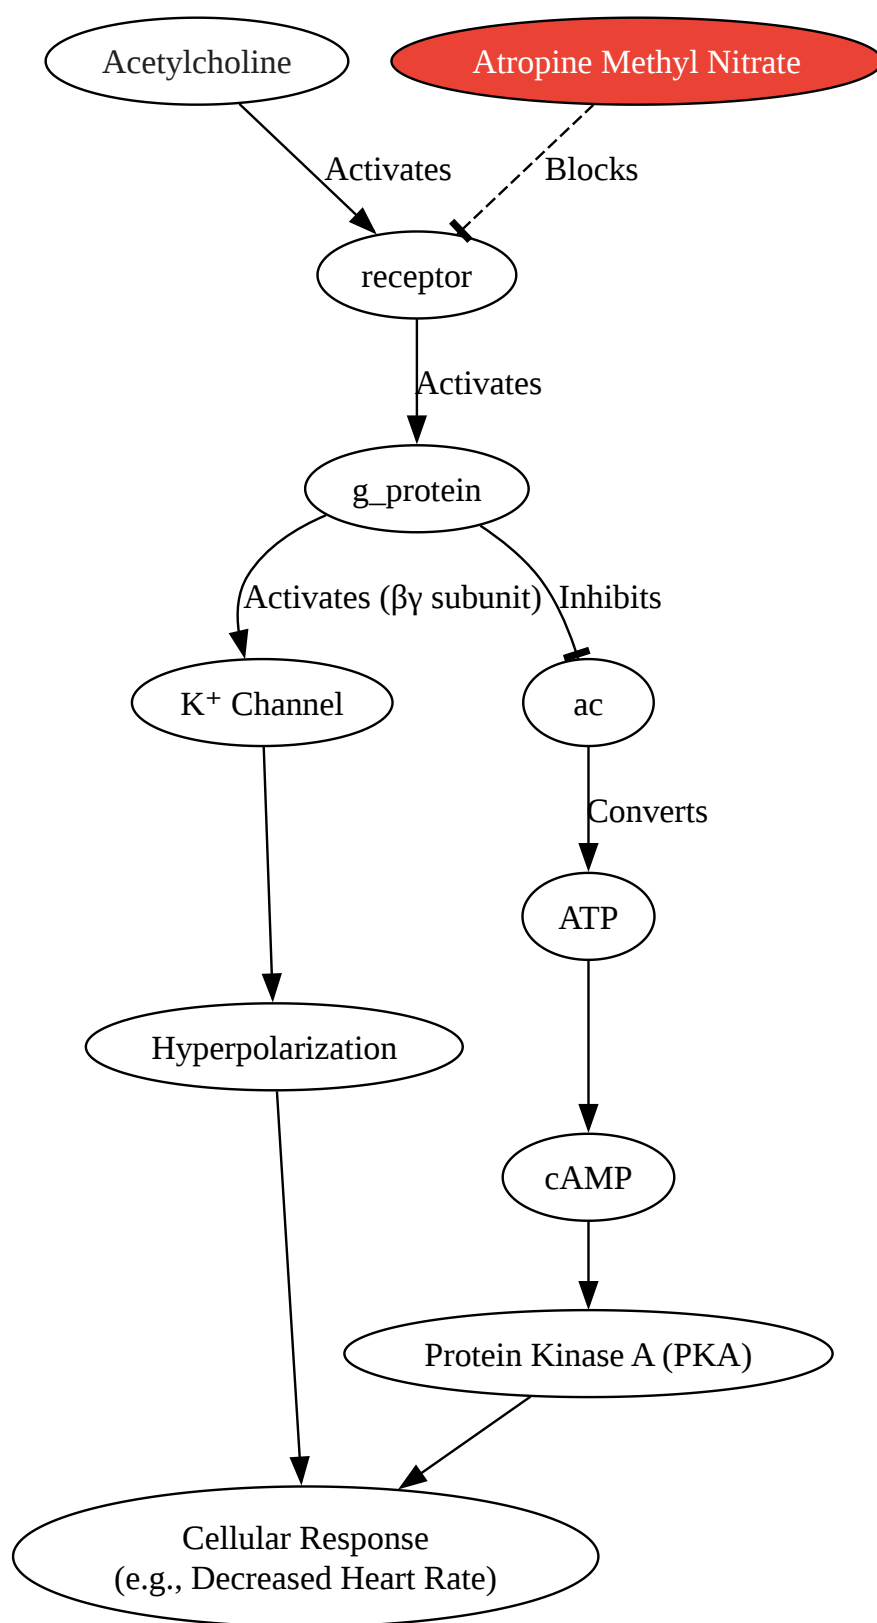 Acetylcholine
Atropine Methyl Nitrate
Activates
Blocks
receptor
Activates
g_protein
Activates (βγ subunit)
Inhibits
K⁺ Channel
ac
Converts
ATP
Hyperpolarization
cAMP
Protein Kinase A (PKA)
Cellular Response
(e.g., Decreased Heart Rate)